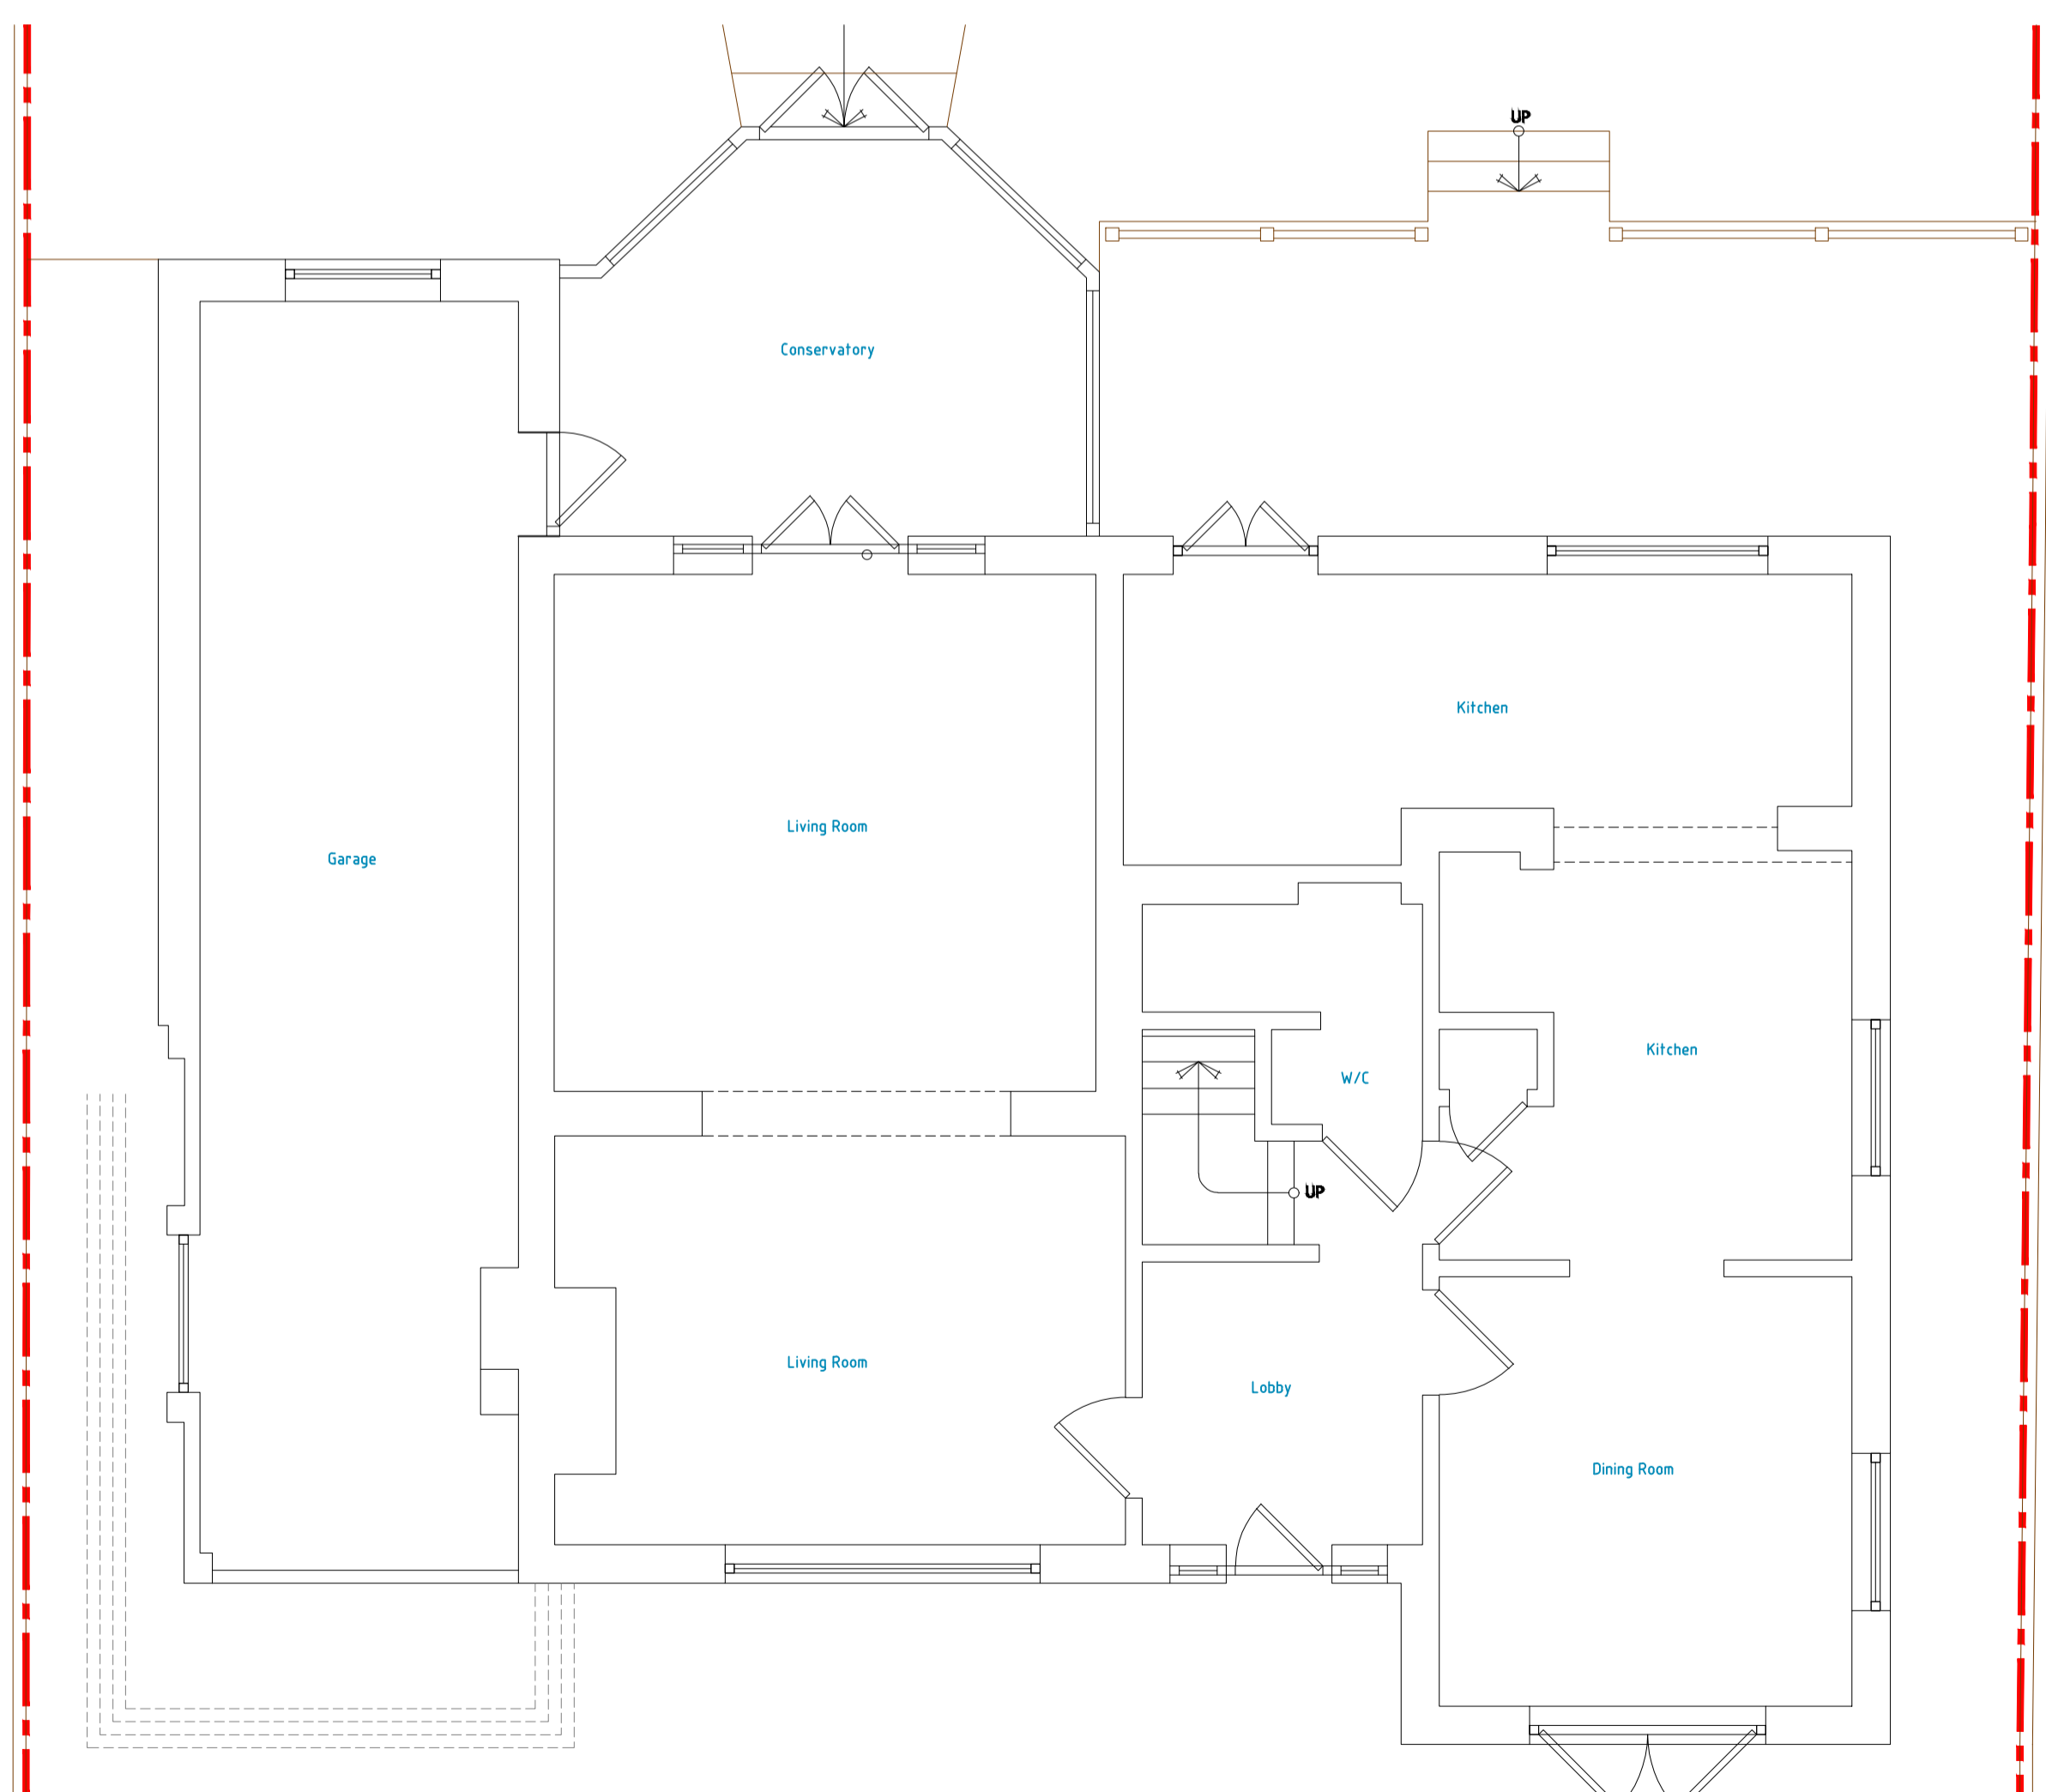 UP
Conservatory
Kitchen
Living Room
Garage
Kitchen
W/C
UP
Living Room
Lobby
Dining Room